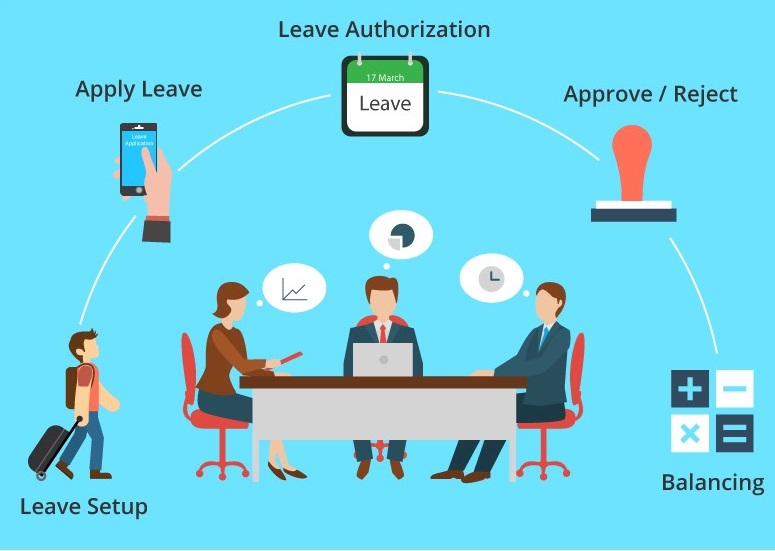 Leave Authorization
Apply Leave
17 March
Leave
Approve / Reject
Leave
Application
Leave Setup
Balancing